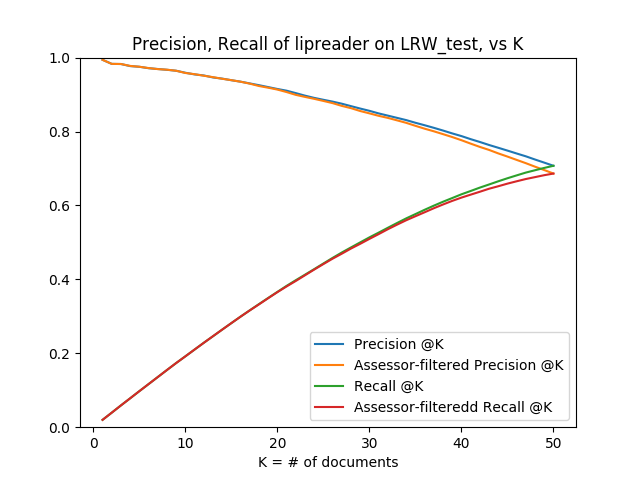 Precision, Recall of lipreader on LRW_test, vs K
1.0
0.8
0.6
0.4
0.2
0.0
Precision @K
Assessor-filtered Precision @K
Recall @K
Assessor-filteredd Recall @K
0 10 20 30 40 50
K = # of documents